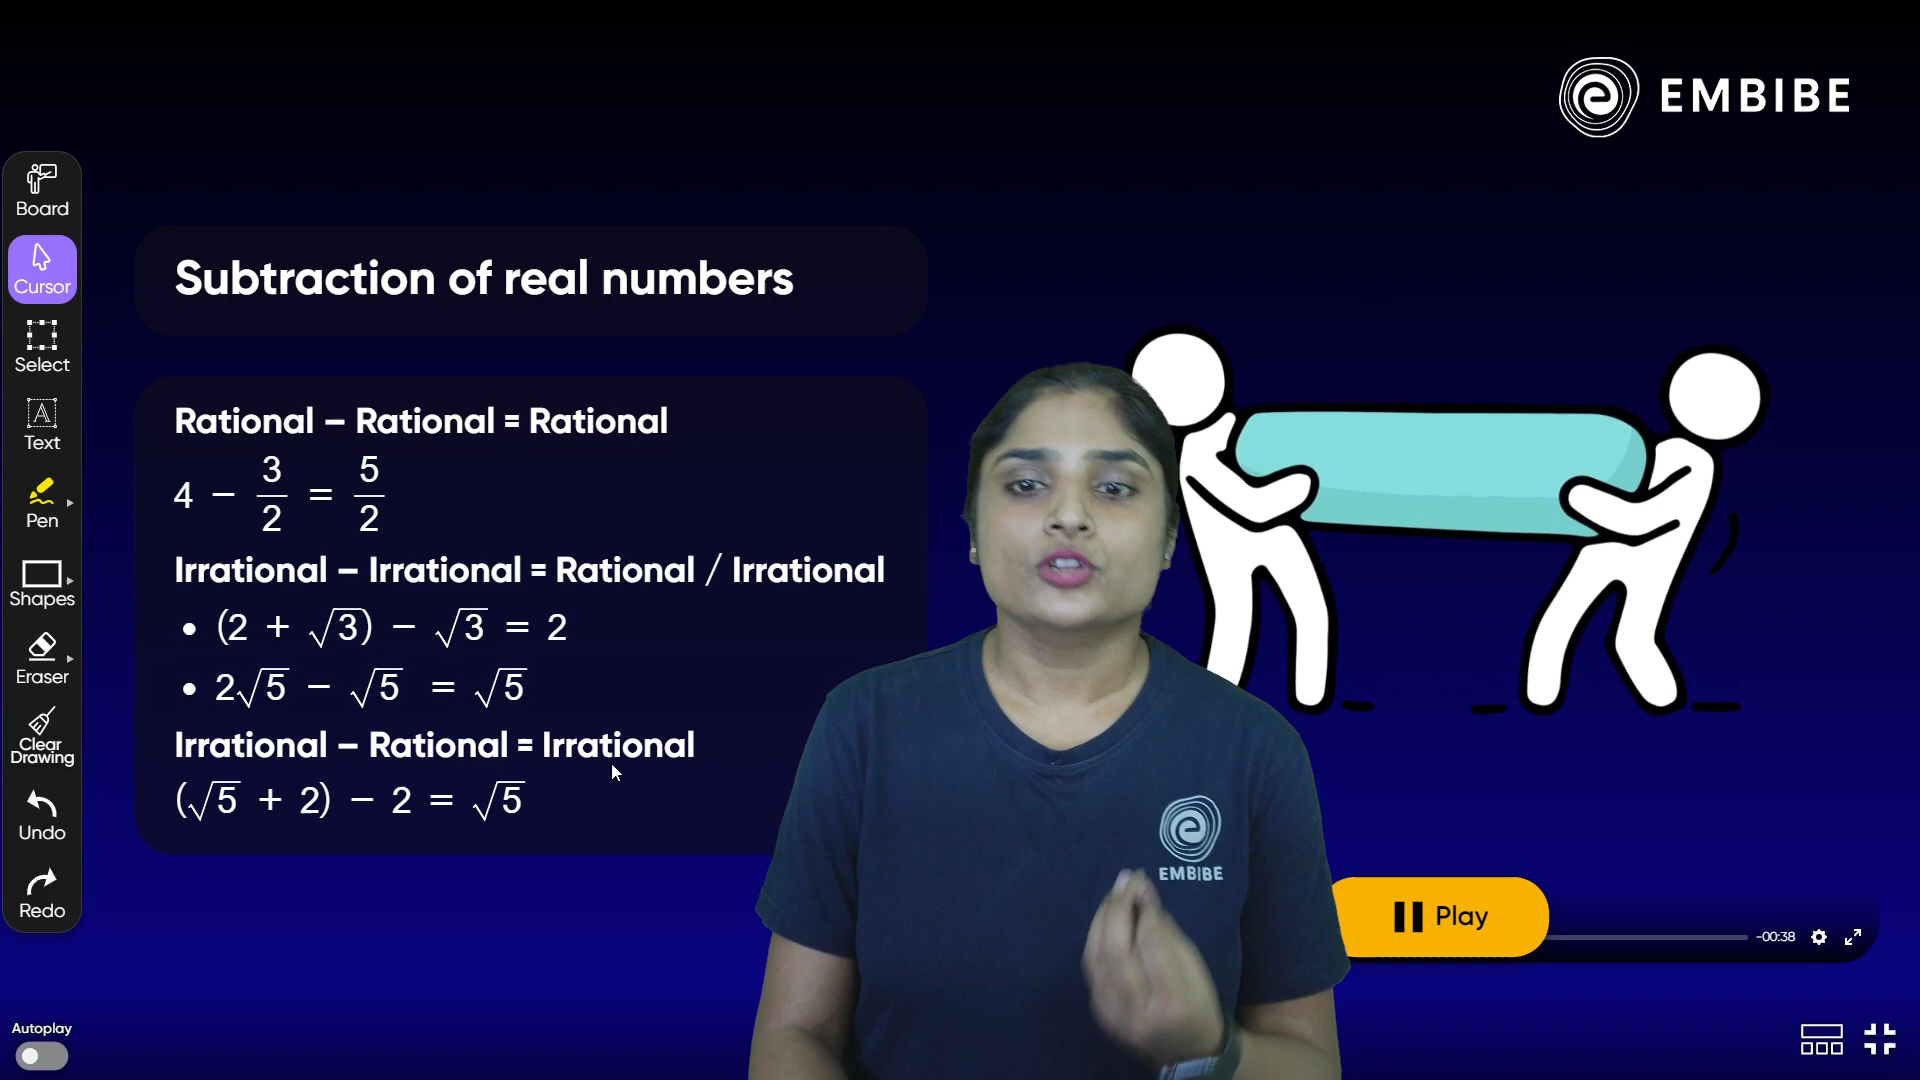 EMBIBE
Board
Cursor
Select
Text
Pen
Shapes
Eraser
Clear
Drawing
Undo
Redo
Autoplay
Subtraction of real numbers
Rational – Rational = Rational
4 − 3/2 = 5/2
Irrational – Irrational = Rational / Irrational
• (2 + √3) − √3 = 2
• 2√5 − √5 = √5
Irrational – Rational = Irrational
(√5 + 2) − 2 = √5
EMBIBE
Play
-00:38